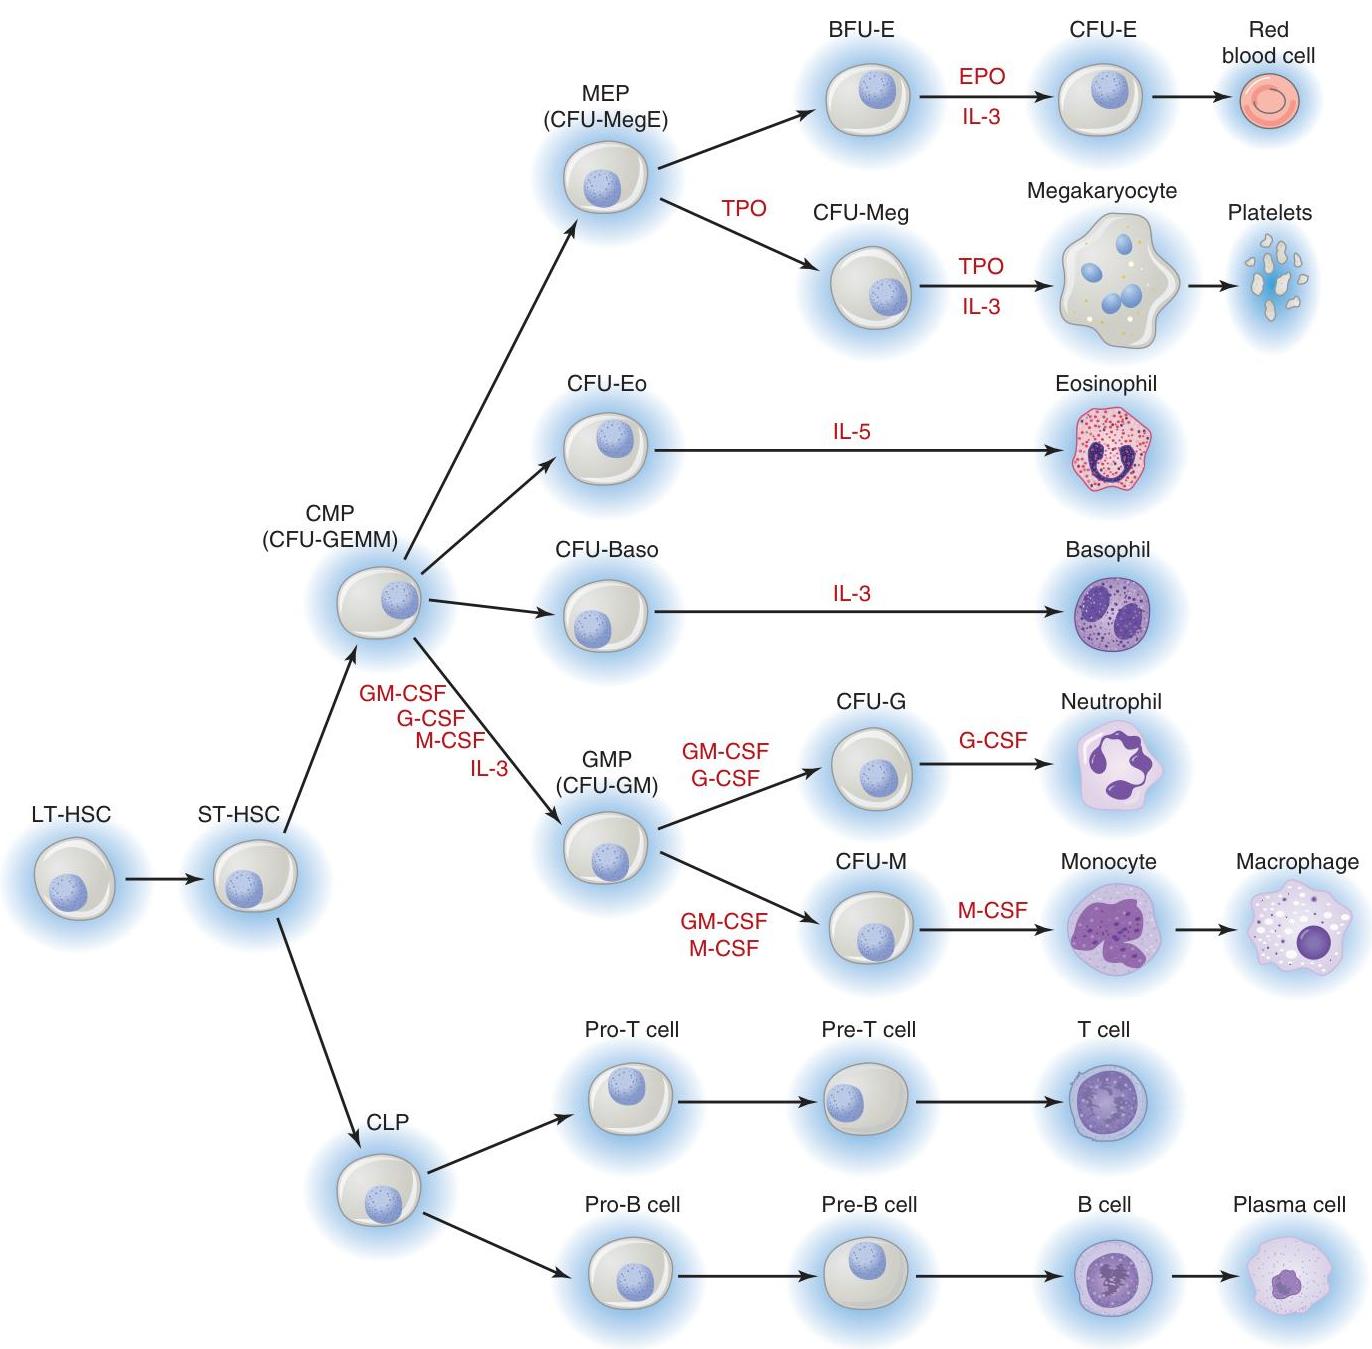 BFU-E
CFU-E
Red
blood cell
EPO
IL-3
MEP
(CFU-MegE)
TPO
CFU-Meg
Megakaryocyte
Platelets
TPO
IL-3
CFU-Eo
Eosinophil
IL-5
CMP
(CFU-GEMM)
CFU-Baso
Basophil
IL-3
GM-CSF
G-CSF
M-CSF
IL-3
GMP
(CFU-GM)
GM-CSF
G-CSF
CFU-G
G-CSF
Neutrophil
LT-HSC
ST-HSC
GM-CSF
M-CSF
CFU-M
M-CSF
Monocyte
Macrophage
CLP
Pro-T cell
Pre-T cell
T cell
Pro-B cell
Pre-B cell
B cell
Plasma cell